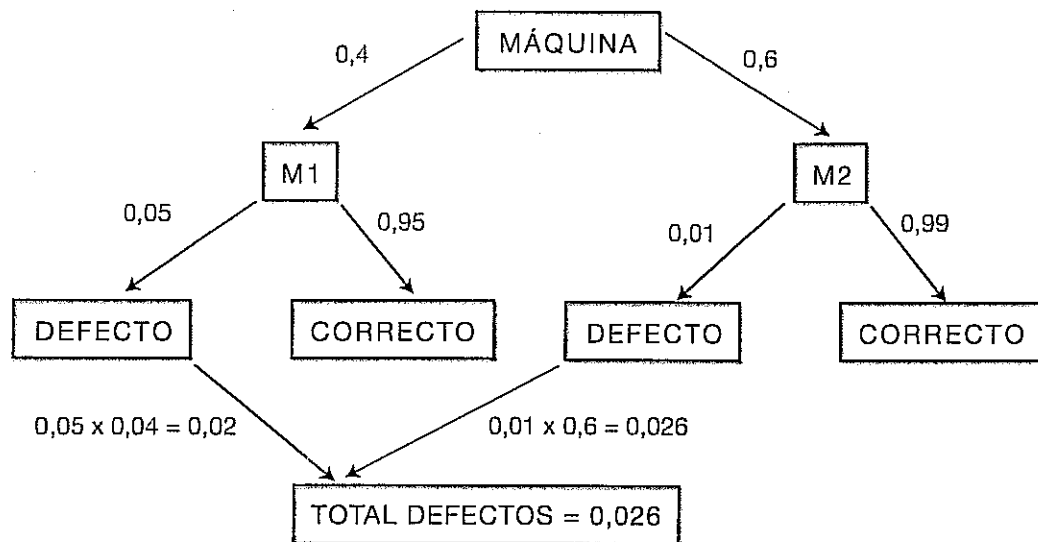 MÁQUINA
0,4
0,6
M1
M2
0,05
0,95
0,01
0,99
DEFECTO
CORRECTO
DEFECTO
CORRECTO
0,05 x 0,04 = 0,02
0,01 x 0,6 = 0,026
TOTAL DEFECTOS = 0,026